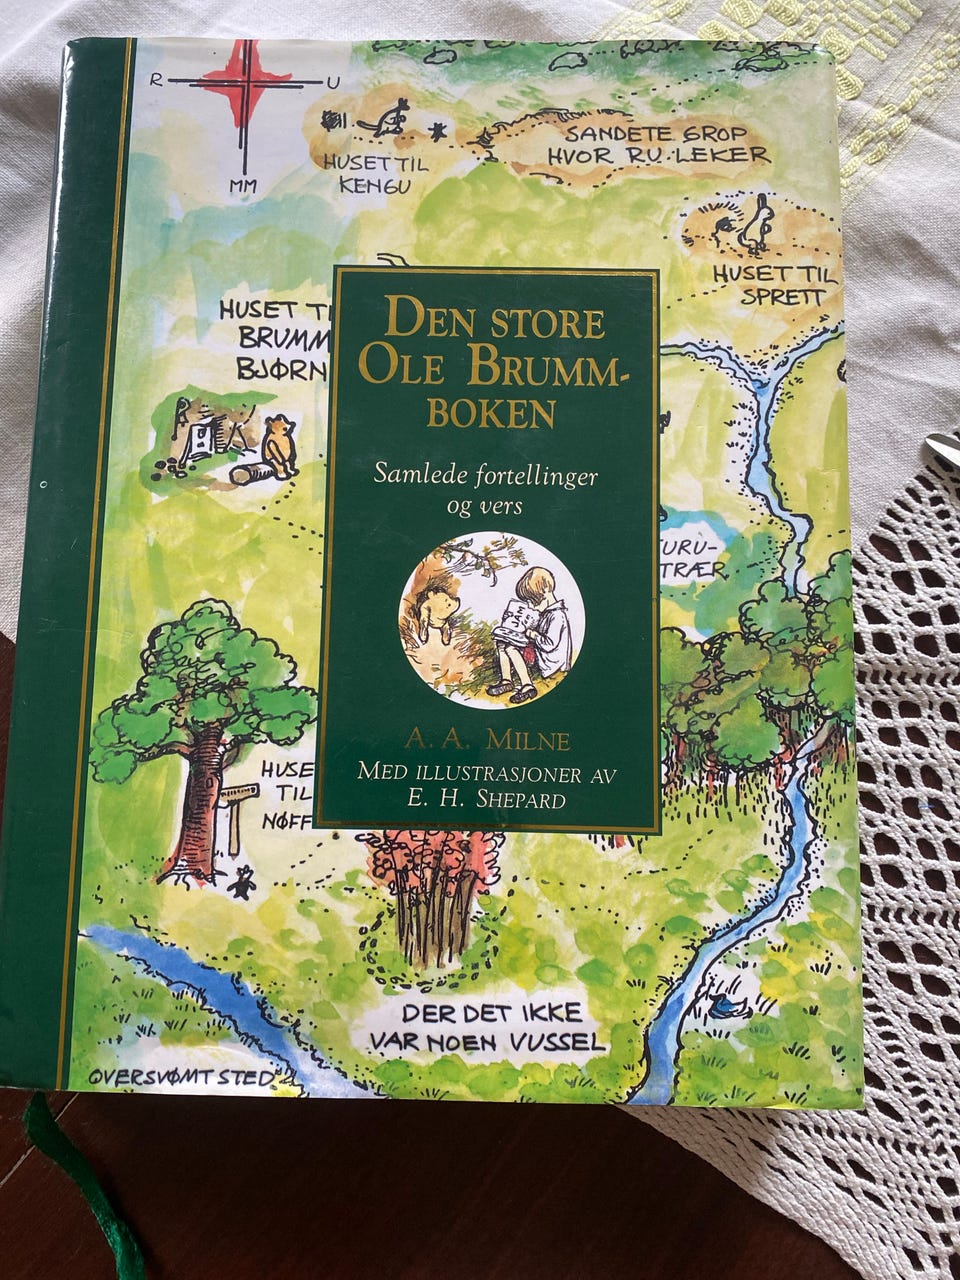 R U
MM
HUSET TIL
KENGU
SANDETE GROP
HVOR RU LEKER
HUSET TIL
SPRETT
HUSET
BRUMM
BJØRN
DEN STORE
OLE BRUMM-
BOKEN
Samlede fortellinger
og vers
TRÆR
A. A. MILNE
MED ILLUSTRASJONER AV
E. H. SHEPARD
HUSE
TIL
NØFF
DER DET IKKE
VAR NOEN VUSSEL
OVERSVØMT STED